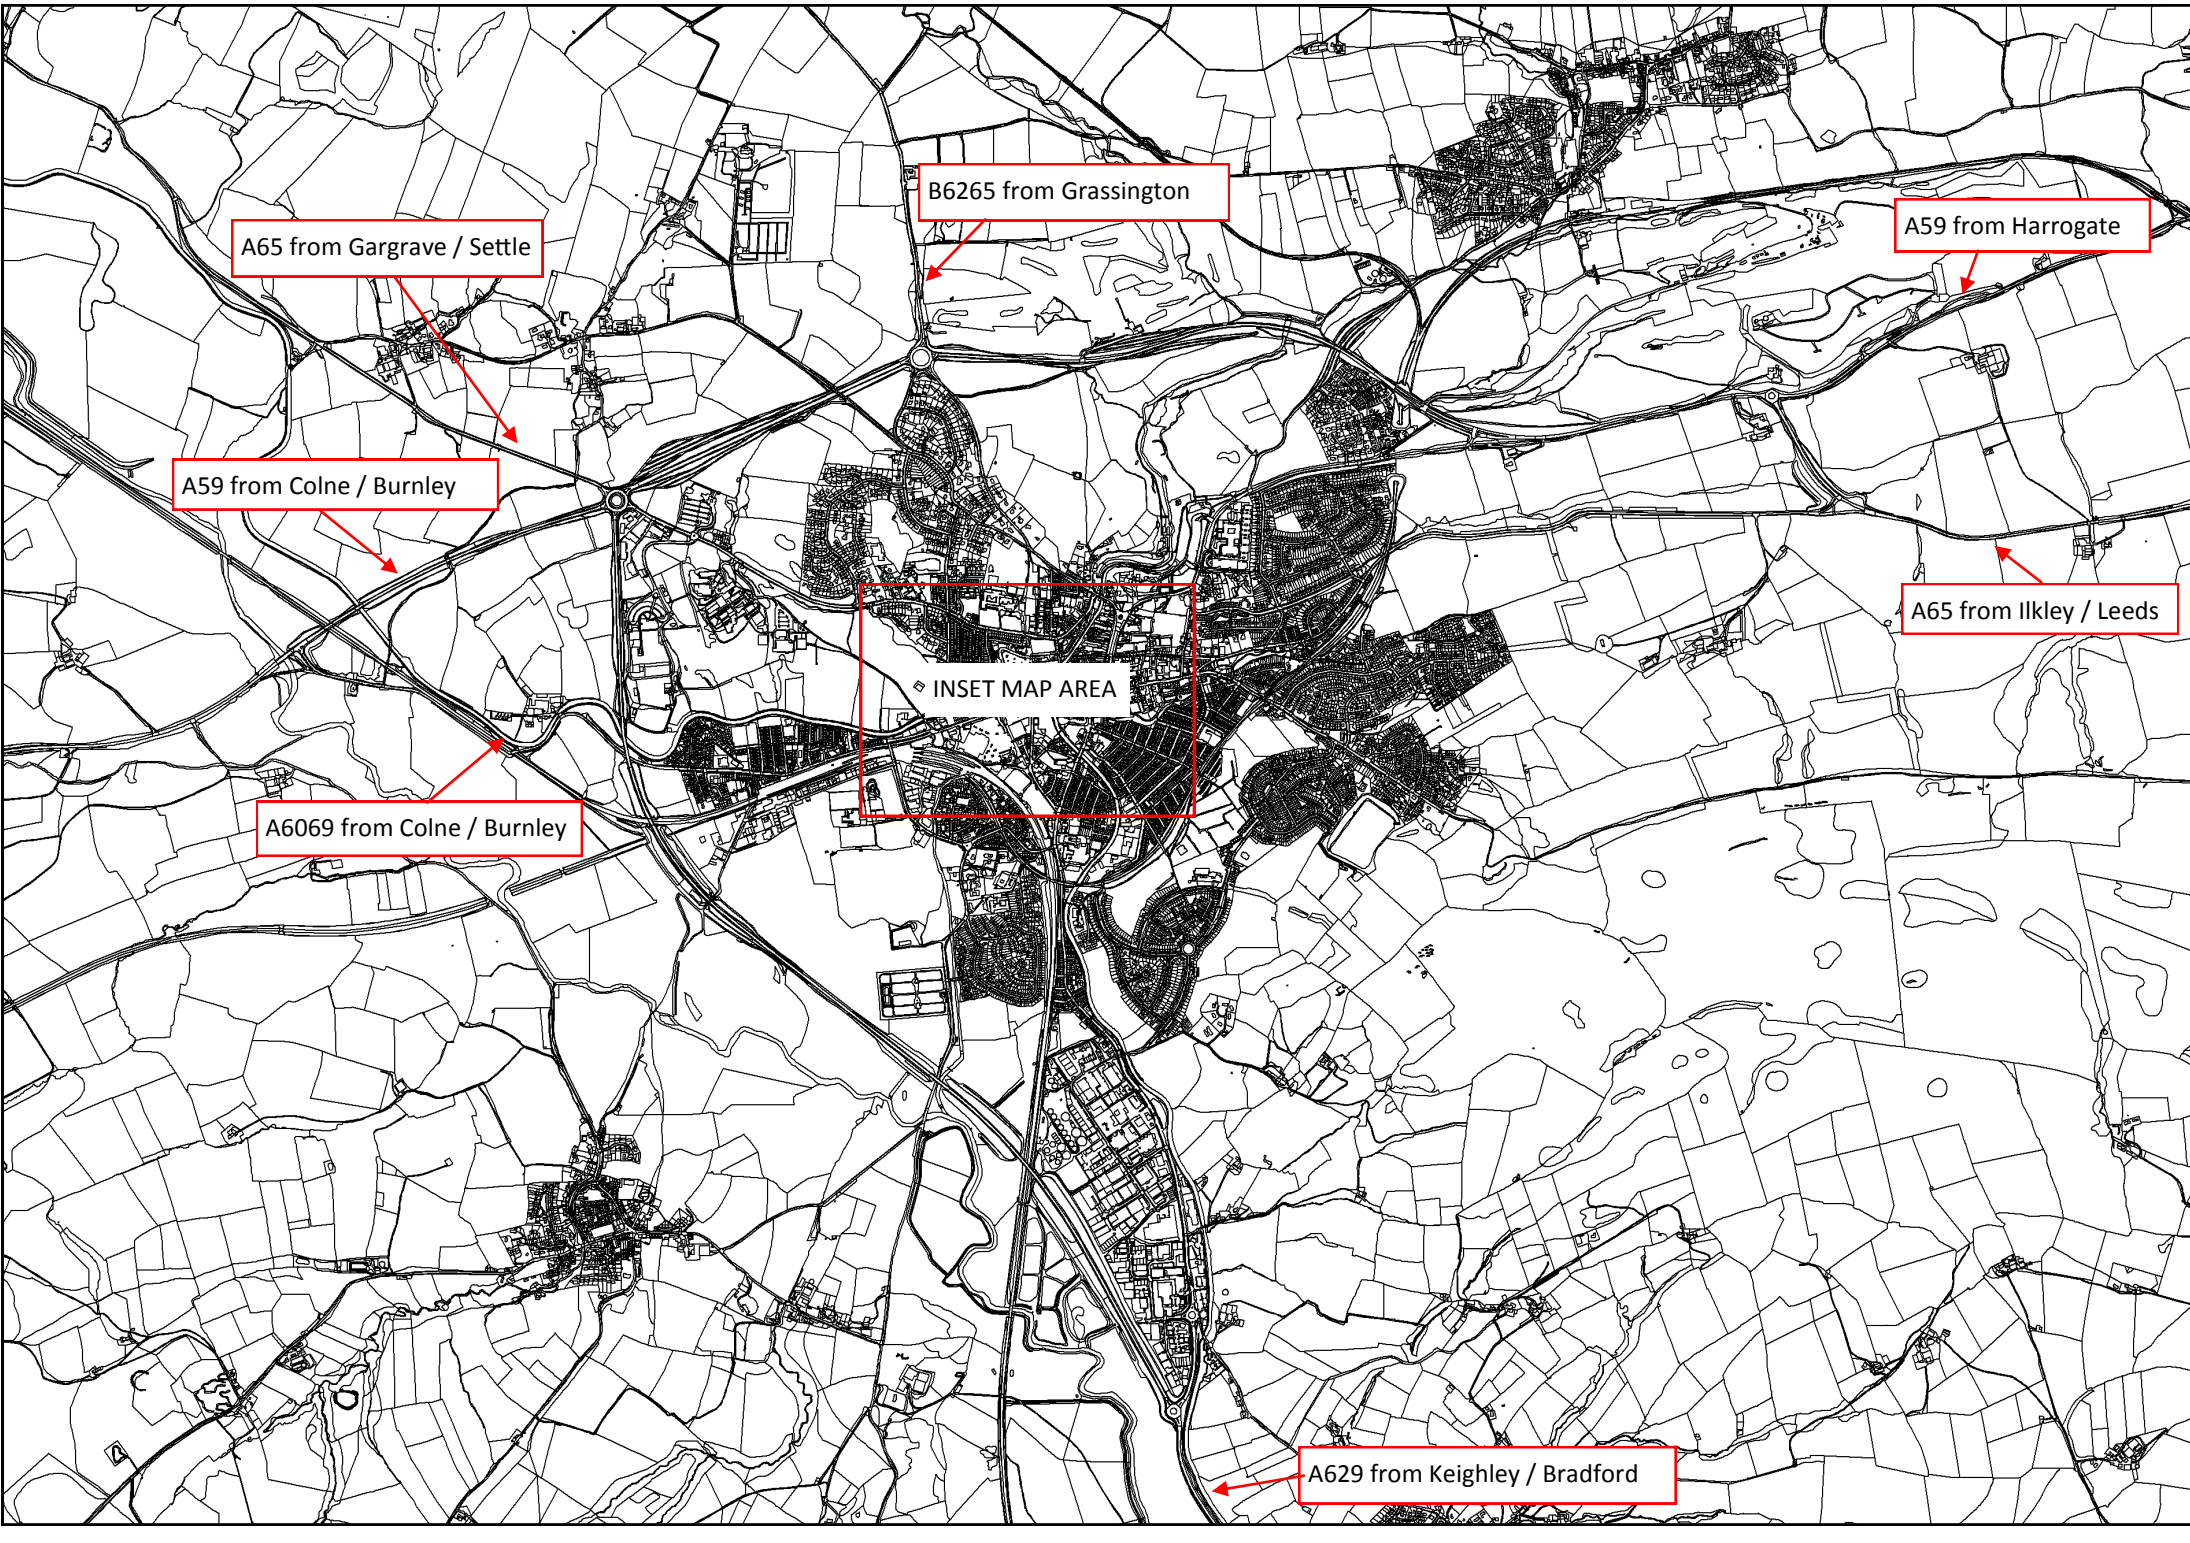 B6265 from Grassington
A59 from Harrogate
A65 from Gargrave / Settle
A59 from Colne / Burnley
A65 from Ilkley / Leeds
INSET MAP AREA
A6069 from Colne / Burnley
A629 from Keighley / Bradford